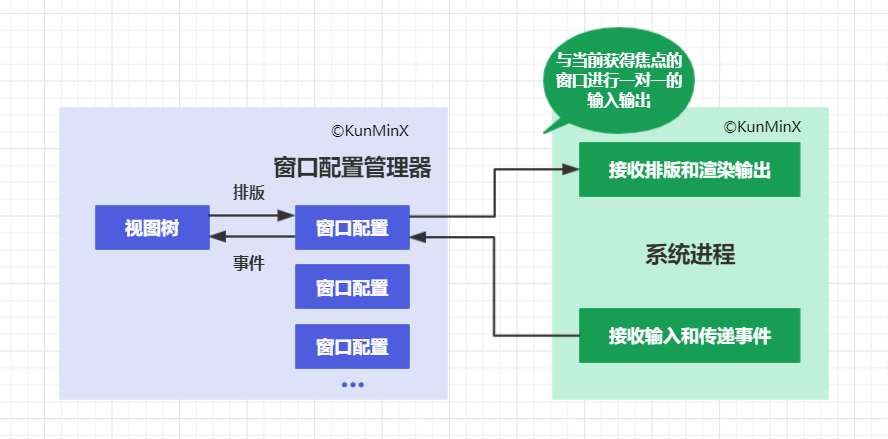 与当前获得焦点的
窗口进行一对一的
输入输出
©KunMinX
窗口配置管理器
排版
视图树
窗口配置
事件
窗口配置
窗口配置
•••
©KunMinX
接收排版和渲染输出
系统进程
接收输入和传递事件